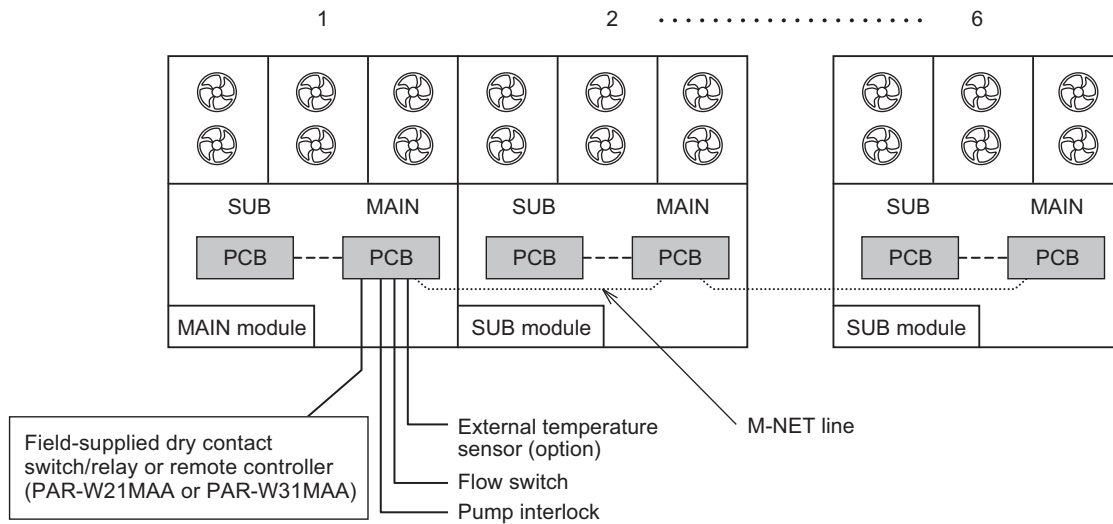 1 2 ........................ 6
SUB MAIN SUB MAIN SUB MAIN
PCB PCB PCB PCB PCB PCB
MAIN module SUB module SUB module
Field-supplied dry contact
switch/relay or remote controller
(PAR-W21MAA or PAR-W31MAA)
External temperature
sensor (option)
Flow switch
Pump interlock
M-NET line